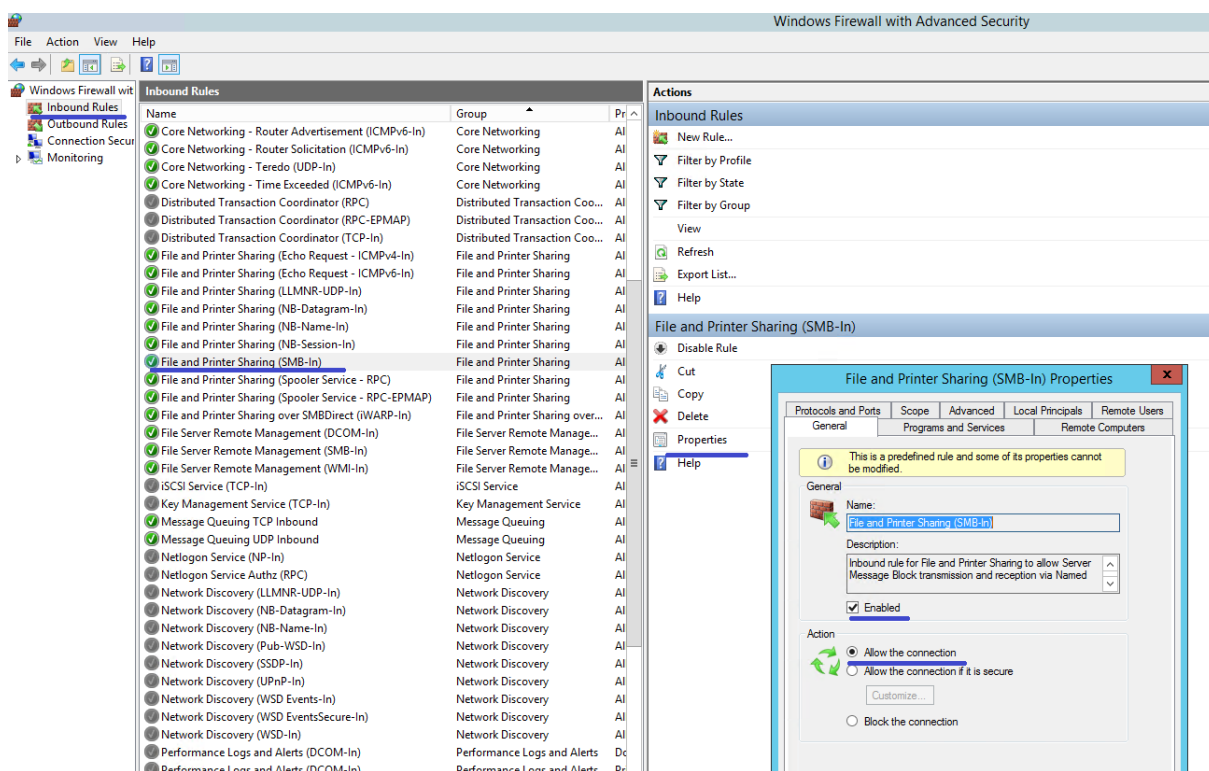 Windows Firewall with Advanced Security
File Action View Help
Windows Firewall wit
Inbound Rules
Outbound Rules
Connection Secur
Monitoring
Inbound Rules
Name Group Pr
Core Networking - Router Advertisement (ICMPv6-In) Core Networking Al
Core Networking - Router Solicitation (ICMPv6-In) Core Networking Al
Core Networking - Teredo (UDP-In) Core Networking Al
Core Networking - Time Exceeded (ICMPv6-In) Core Networking Al
Distributed Transaction Coordinator (RPC) Distributed Transaction Coo... Al
Distributed Transaction Coordinator (RPC-EPMAP) Distributed Transaction Coo... Al
Distributed Transaction Coordinator (TCP-In) Distributed Transaction Coo... Al
File and Printer Sharing (Echo Request - ICMPv4-In) File and Printer Sharing Al
File and Printer Sharing (Echo Request - ICMPv6-In) File and Printer Sharing Al
File and Printer Sharing (LLMNR-UDP-In) File and Printer Sharing Al
File and Printer Sharing (NB-Datagram-In) File and Printer Sharing Al
File and Printer Sharing (NB-Name-In) File and Printer Sharing Al
File and Printer Sharing (NB-Session-In) File and Printer Sharing Al
File and Printer Sharing (SMB-In) File and Printer Sharing Al
File and Printer Sharing (Spooler Service - RPC) File and Printer Sharing Al
File and Printer Sharing (Spooler Service - RPC-EPMAP) File and Printer Sharing Al
File and Printer Sharing over SMBDirect (iWARP-In) File and Printer Sharing over... Al
File Server Remote Management (DCOM-In) File Server Remote Manage... Al
File Server Remote Management (SMB-In) File Server Remote Manage... Al
File Server Remote Management (WMI-In) File Server Remote Manage... Al
iSCSI Service (TCP-In) iSCSI Service Al
Key Management Service (TCP-In) Key Management Service Al
Message Queuing TCP Inbound Message Queuing Al
Message Queuing UDP Inbound Message Queuing Al
Netlogon Service (NP-In) Netlogon Service Al
Netlogon Service Authz (RPC) Netlogon Service Al
Network Discovery (LLMNR-UDP-In) Network Discovery Al
Network Discovery (NB-Datagram-In) Network Discovery Al
Network Discovery (NB-Name-In) Network Discovery Al
Network Discovery (Pub-WSD-In) Network Discovery Al
Network Discovery (SSDP-In) Network Discovery Al
Network Discovery (UPnP-In) Network Discovery Al
Network Discovery (WSD Events-In) Network Discovery Al
Network Discovery (WSD EventsSecure-In) Network Discovery Al
Network Discovery (WSD-In) Network Discovery Al
Performance Logs and Alerts (DCOM-In) Performance Logs and Alerts Do
Performance Logs and Alerts (DCOM-In) Performance Logs and Alerts Pr
Actions
Inbound Rules
New Rule...
Filter by Profile
Filter by State
Filter by Group
View
Refresh
Export List...
Help
File and Printer Sharing (SMB-In)
Disable Rule
Cut
Copy
Delete
Properties
Help
File and Printer Sharing (SMB-In) Properties
x
Protocols and Ports Scope Advanced Local Principals Remote Users
General Programs and Services Remote Computers
This is a predefined rule and some of its properties cannot
be modified.
General
Name:
File and Printer Sharing (SMB-In)
Description:
Inbound rule for File and Printer Sharing to allow Server
Message Block transmission and reception via Named
Enabled
Action
Allow the connection
Allow the connection if it is secure
Customize...
Block the connection